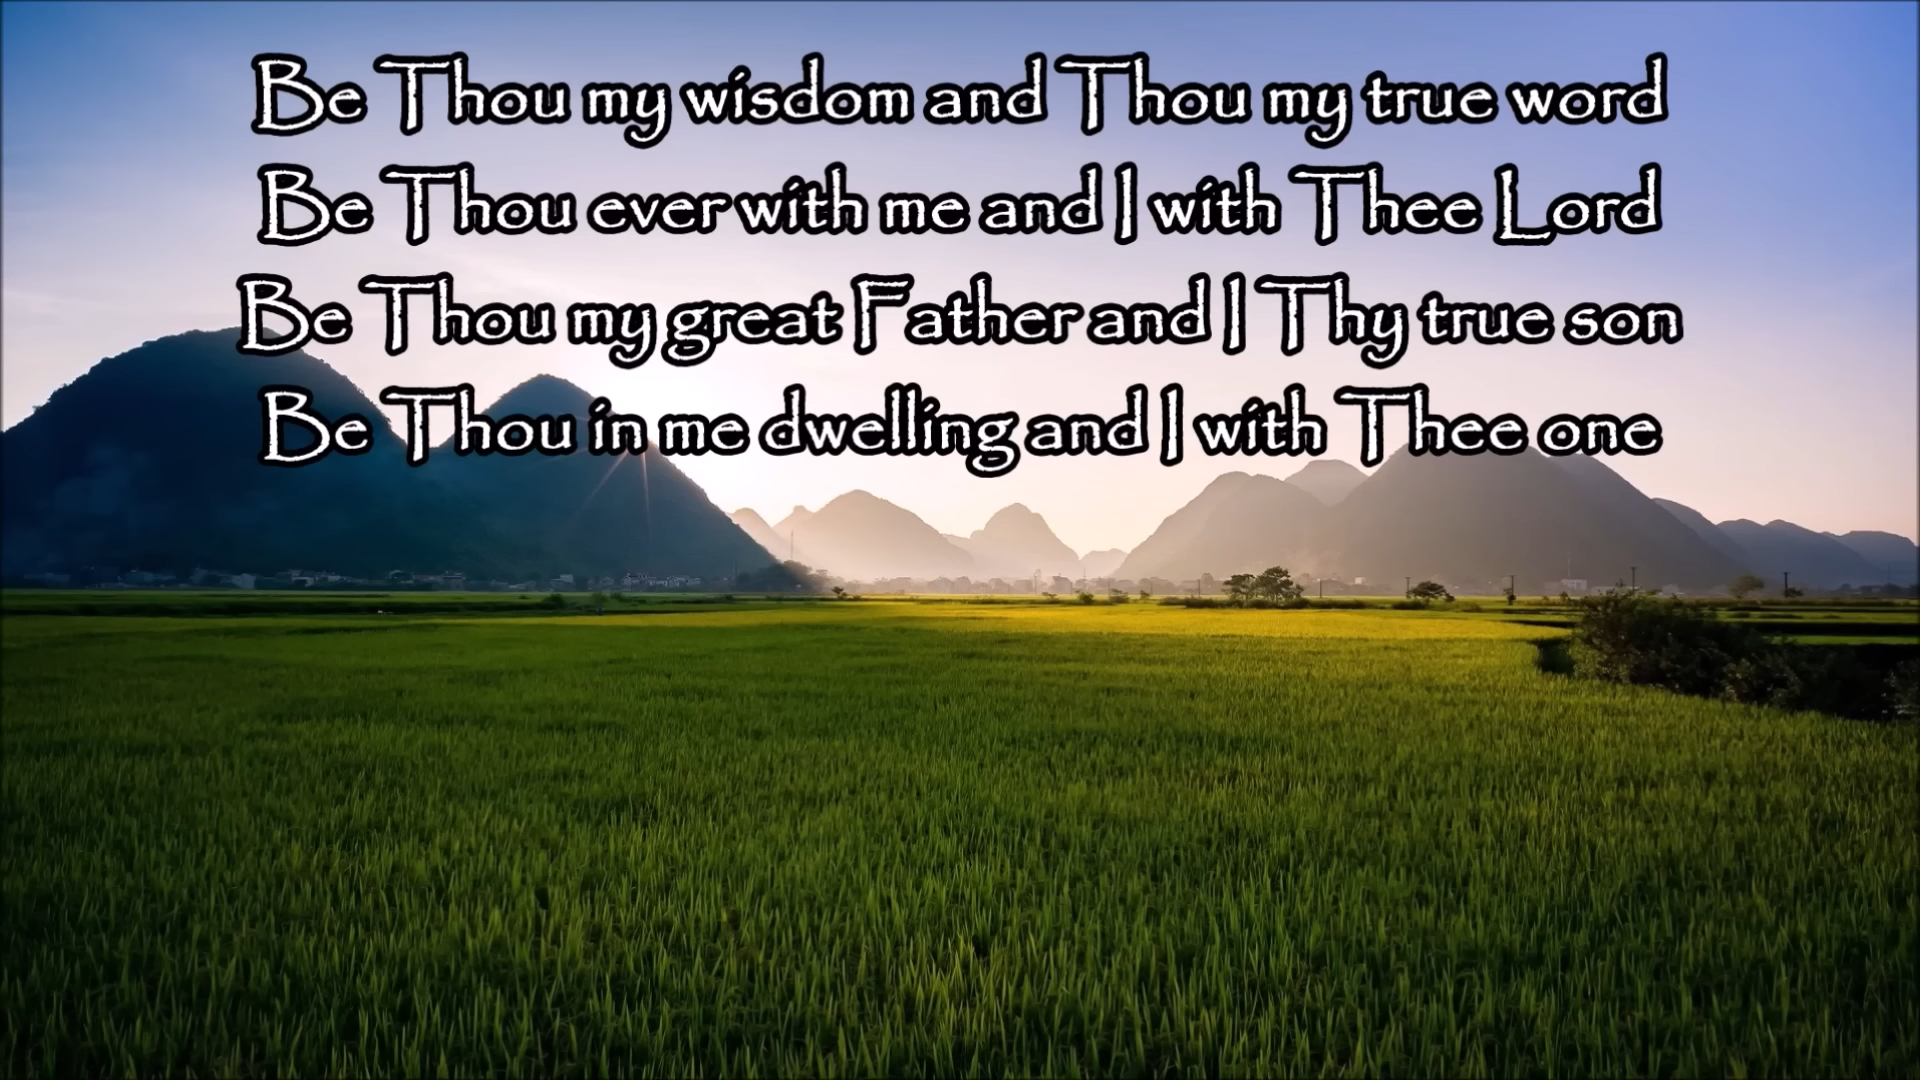 Be Thou my wisdom and Thou my true word
Be Thou ever with me and I with Thee Lord
Be Thou my great Father and I Thy true son
Be Thou in me dwelling and I with Thee one